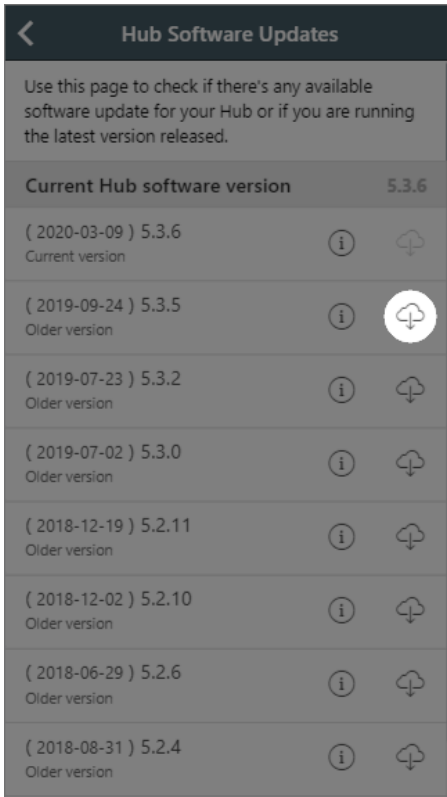 Hub Software Updates
Use this page to check if there's any available
software update for your Hub or if you are running
the latest version released.
Current Hub software version 5.3.6
( 2020-03-09 ) 5.3.6
Current version
( 2019-09-24 ) 5.3.5
Older version
( 2019-07-23 ) 5.3.2
Older version
( 2019-07-02 ) 5.3.0
Older version
( 2018-12-19 ) 5.2.11
Older version
( 2018-12-02 ) 5.2.10
Older version
( 2018-06-29 ) 5.2.6
Older version
( 2018-08-31 ) 5.2.4
Older version